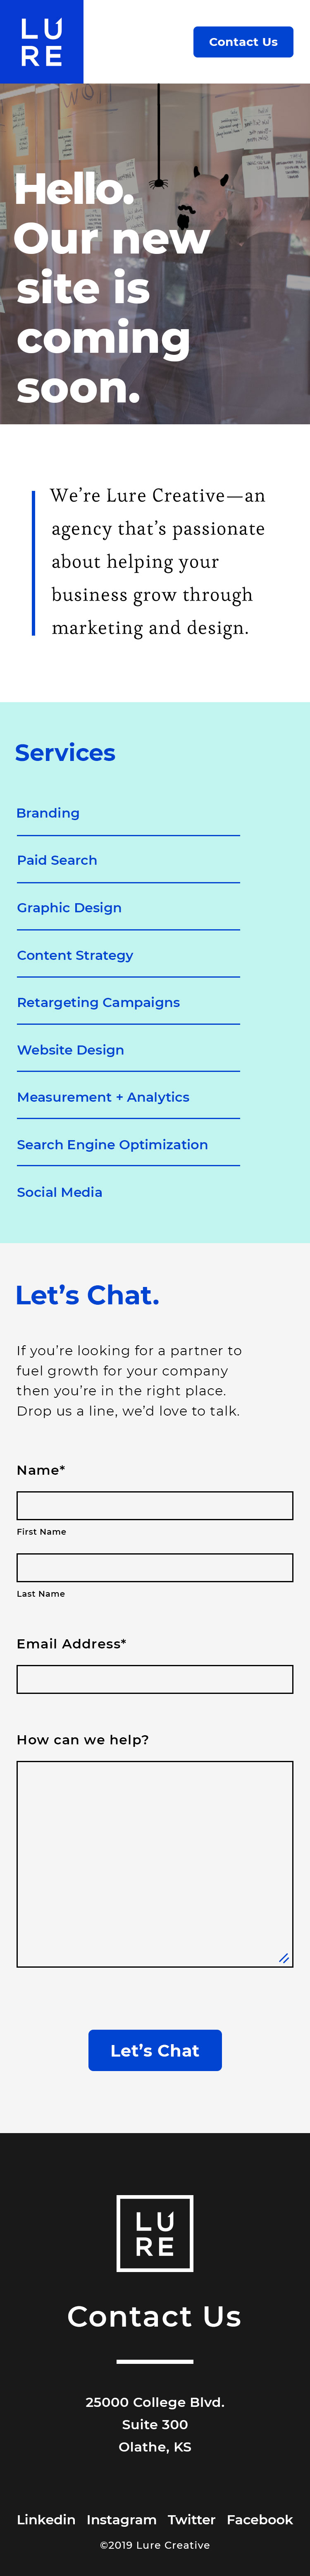 LU
RE
Contact Us
Hello.
Our new
site is
coming
soon.
We’re Lure Creative—an
agency that’s passionate
about helping your
business grow through
marketing and design.
Services
Branding
Paid Search
Graphic Design
Content Strategy
Retargeting Campaigns
Website Design
Measurement + Analytics
Search Engine Optimization
Social Media
Let’s Chat.
If you’re looking for a partner to
fuel growth for your company
then you’re in the right place.
Drop us a line, we’d love to talk.
Name*
First Name
Last Name
Email Address*
How can we help?
Let’s Chat
LU
RE
Contact Us
25000 College Blvd.
Suite 300
Olathe, KS
Linkedin Instagram Twitter Facebook
©2019 Lure Creative